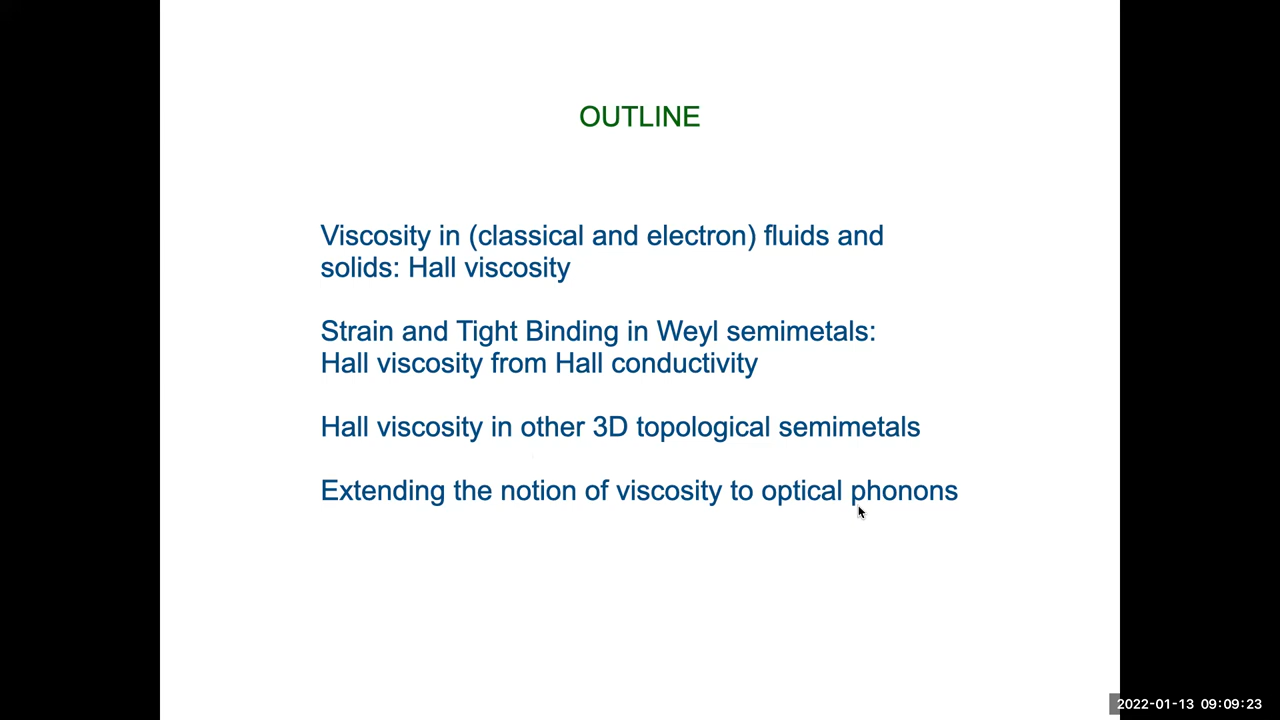 OUTLINE
Viscosity in (classical and electron) fluids and
solids: Hall viscosity
Strain and Tight Binding in Weyl semimetals:
Hall viscosity from Hall conductivity
Hall viscosity in other 3D topological semimetals
Extending the notion of viscosity to optical phonons
2022-01-13 09:09:23